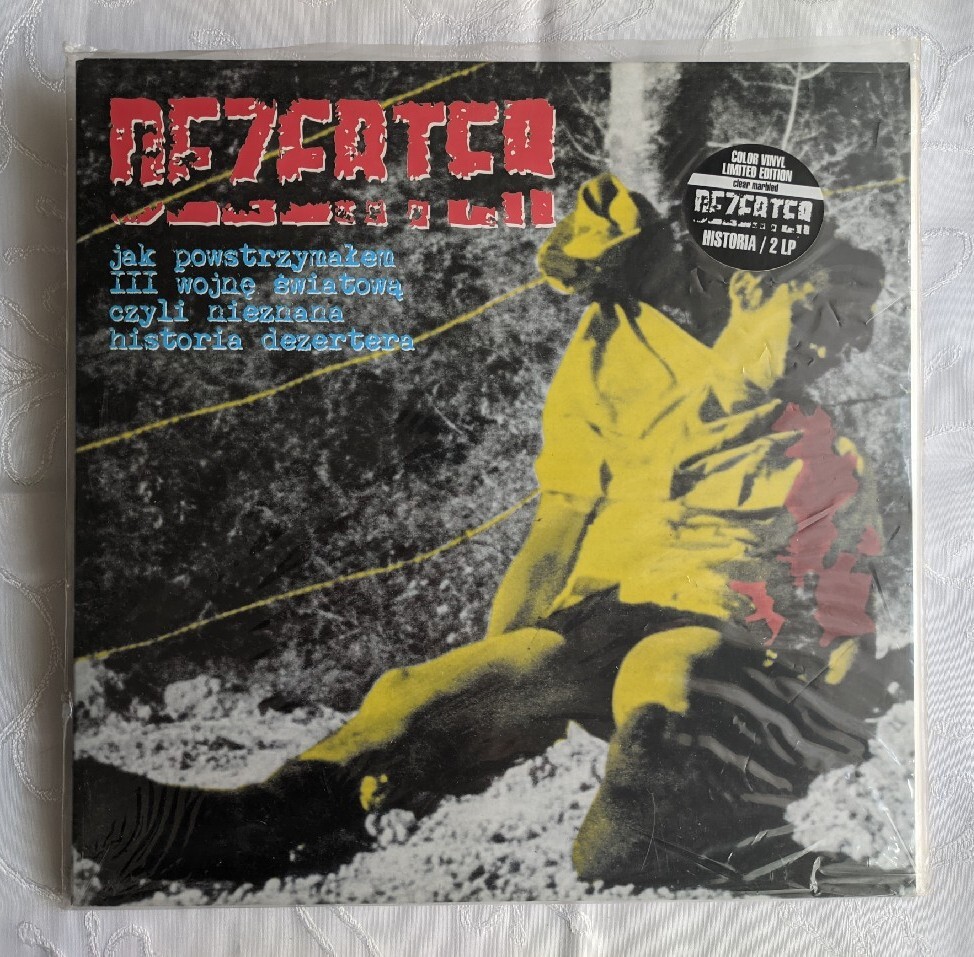 DEZERTER
jak powstrzymałem
III wojnę światową
czyli nieznana
historia dezertera
COLOR VINYL
LIMITED EDITION
clear marbled
DEZERTER
HISTORIA / 2 LP